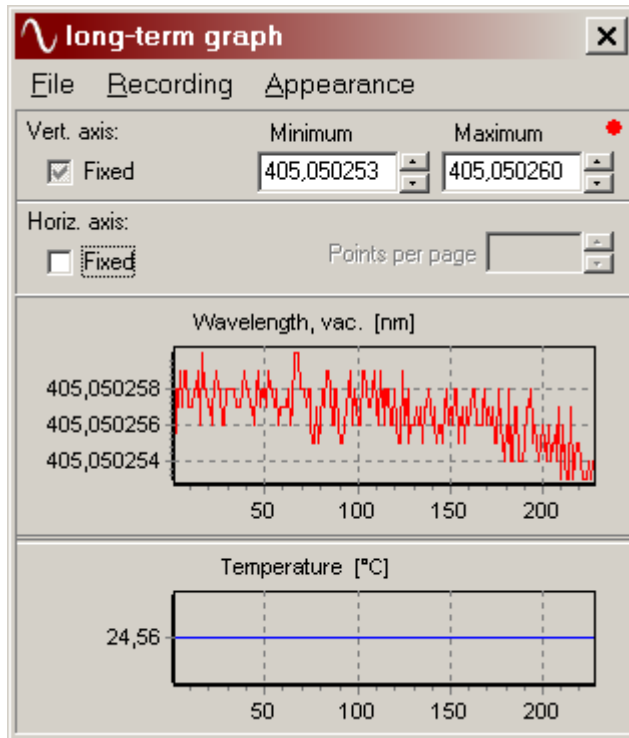 long-term graph
File Recording Appearance
Vert. axis: Minimum Maximum
Fixed 405,050253 405,050260
Horiz. axis:
Fixed Points per page
Wavelength, vac. [nm]
405,050258
405,050256
405,050254
50 100 150 200
Temperature [°C]
24,56
50 100 150 200